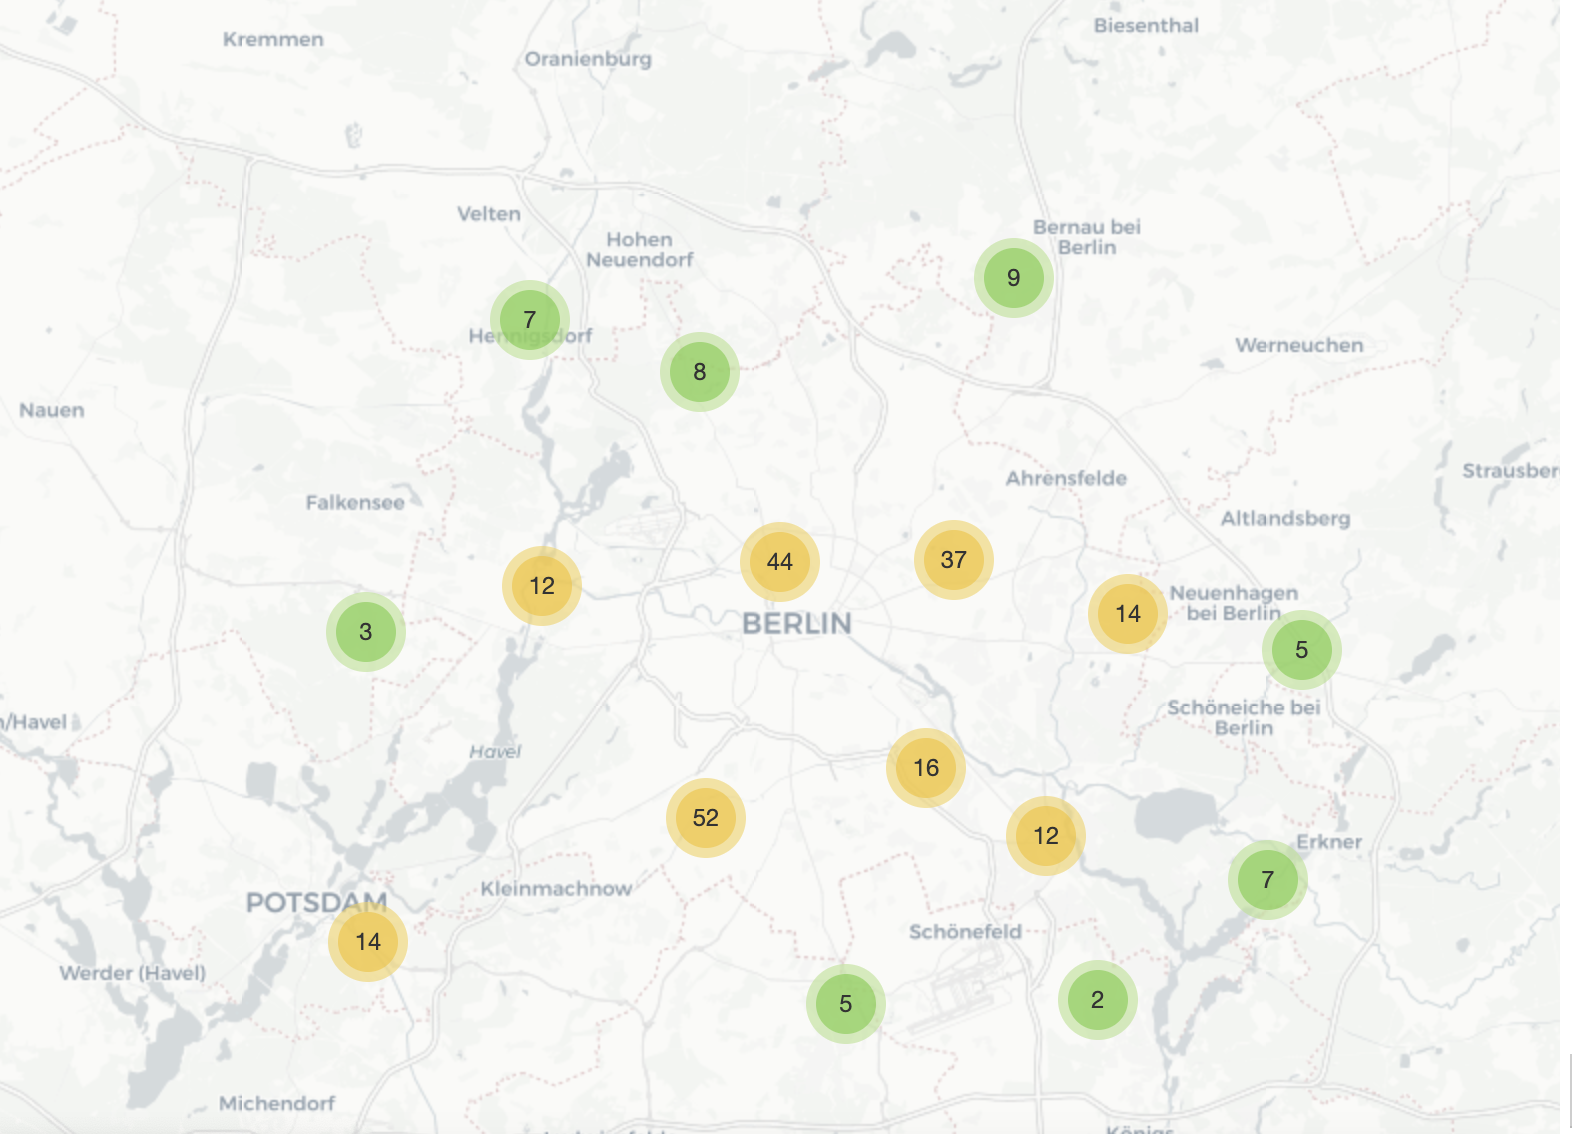 Biesenthal
Kremmen
Oranienburg
Velten
Bernau bei
Berlin
Hohen
Neuendorf
9
7
Hennigsdorf
Werneuchen
8
Nauen
Strausber
Ahrensfelde
Falkensee
Altlandsberg
44
37
12
Neuenhagen
bei Berlin
14
BERLIN
3
5
Schöneiche bei
Berlin
n/Havel
Havel
16
52
12
Erkner
7
Kleinmachnow
POTSDAM
Schönefeld
14
Werder (Havel)
2
5
Michendorf
Königs